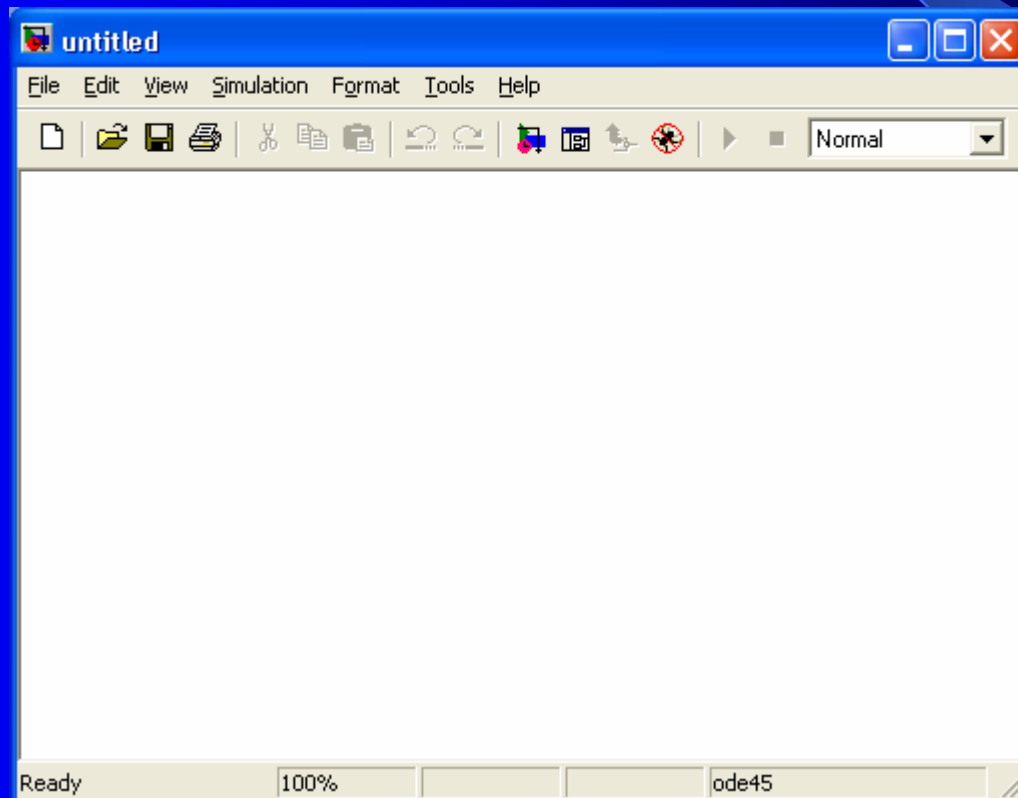 untitled
File Edit View Simulation Format Tools Help
Normal
Ready 100% ode45